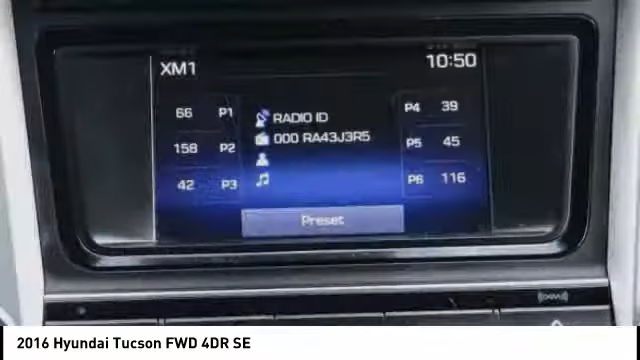 XM1
10:50
66 P1
RADIO ID
P4 39
000 RA43J3R5
158 P2
P5 45
42 P3
P6 116
Preset
2016 Hyundai Tucson FWD 4DR SE